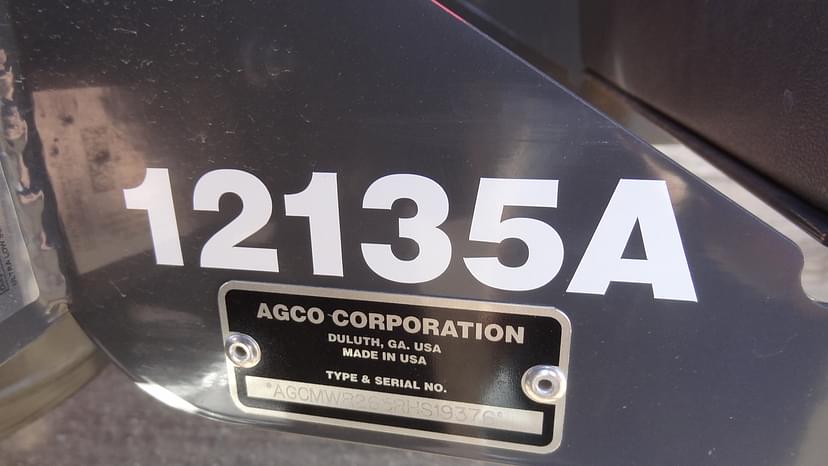 12135A
AGCO CORPORATION
DULUTH, GA. USA
MADE IN USA
TYPE & SERIAL NO.